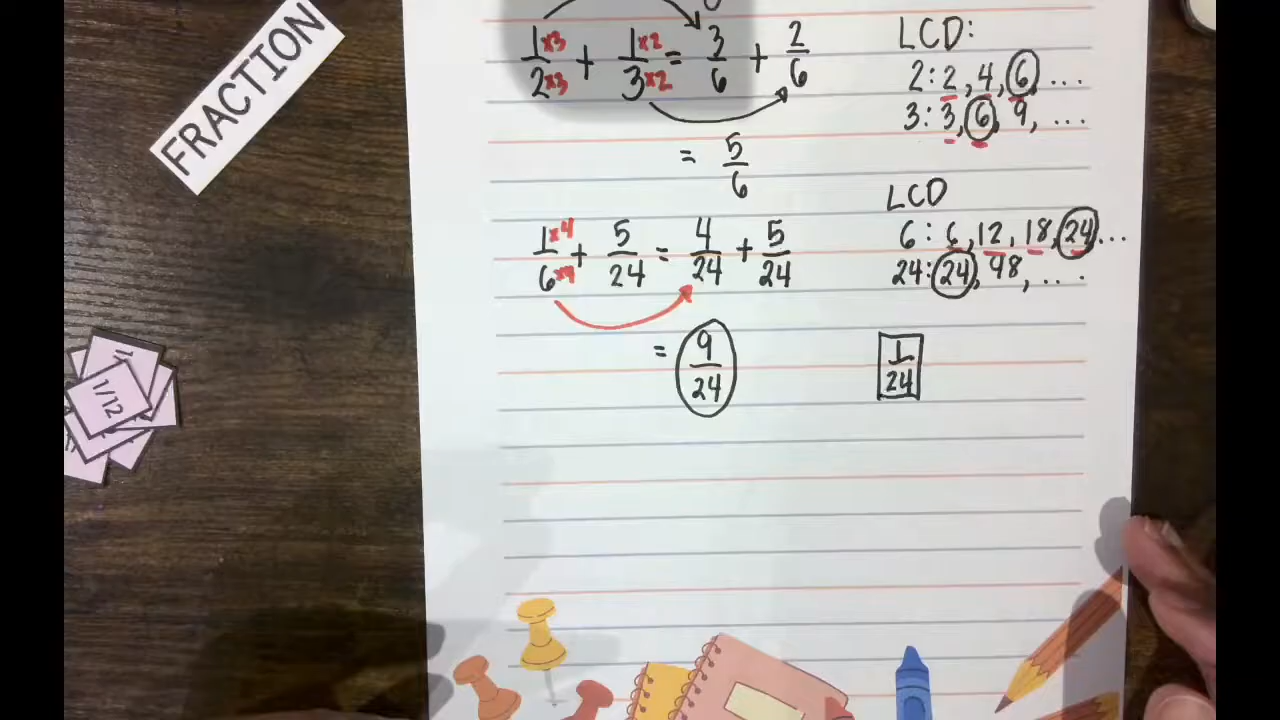 FRACTION
1×3/2×3 + 1×2/3×2 = 3/6 + 2/6
= 5/6
LCD:
2: 2, 4, 6, ...
3: 3, 6, 9, ...
1×4/6×4 + 5/24 = 4/24 + 5/24
= 9/24
LCD
6: 6, 12, 18, 24 ...
24: 24, 48, ...
1/24
1/12